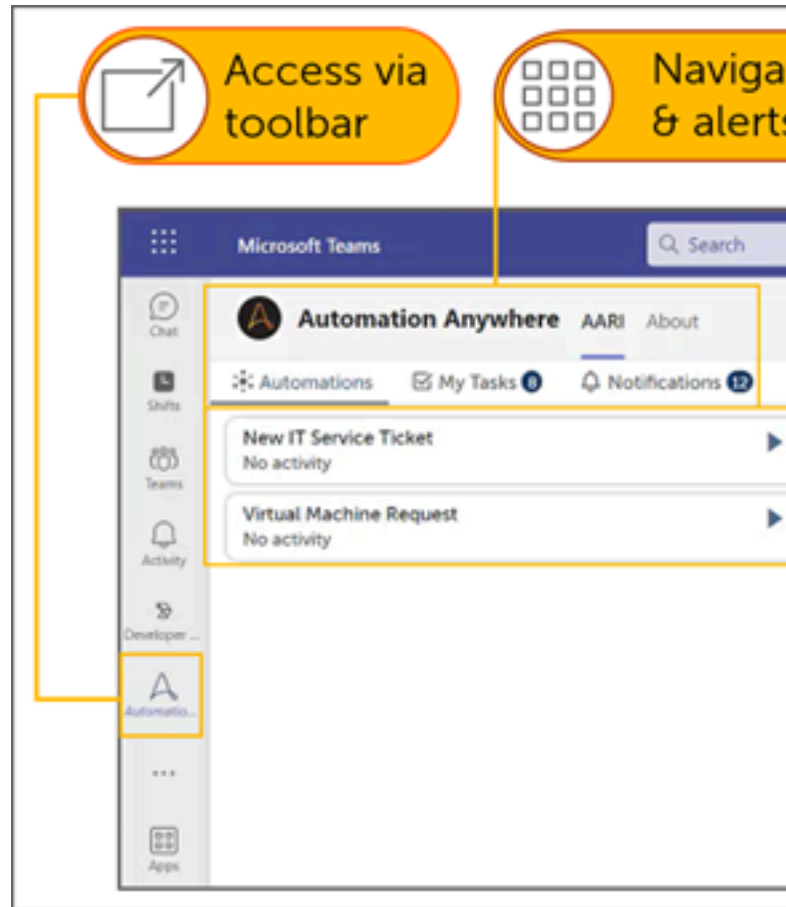 Access via
toolbar
Naviga
& alerts
Microsoft Teams
Search
Chat
Automation Anywhere AARI About
Shifts
Automations My Tasks 8 Notifications 12
New IT Service Ticket
No activity
Teams
Virtual Machine Request
No activity
Activity
Developer ...
Automatio...
...
Apps